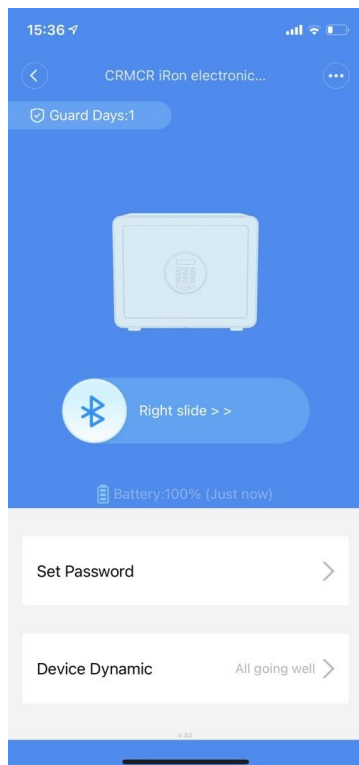 15:36
CRMCR iRon electronic...
Guard Days:1
Right slide > >
Battery:100% (Just now)
Set Password
Device Dynamic All going well
V.40